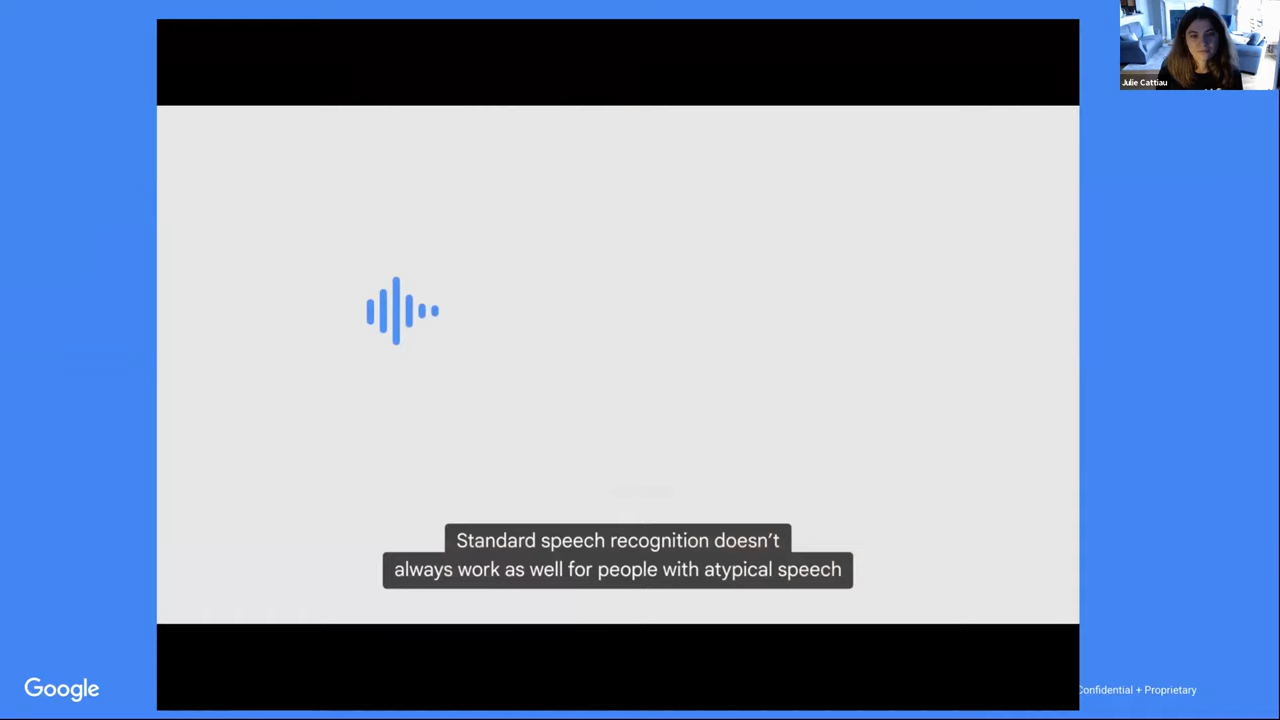 Julie Cattiau
Standard speech recognition doesn’t
always work as well for people with atypical speech
Google
Confidential + Proprietary